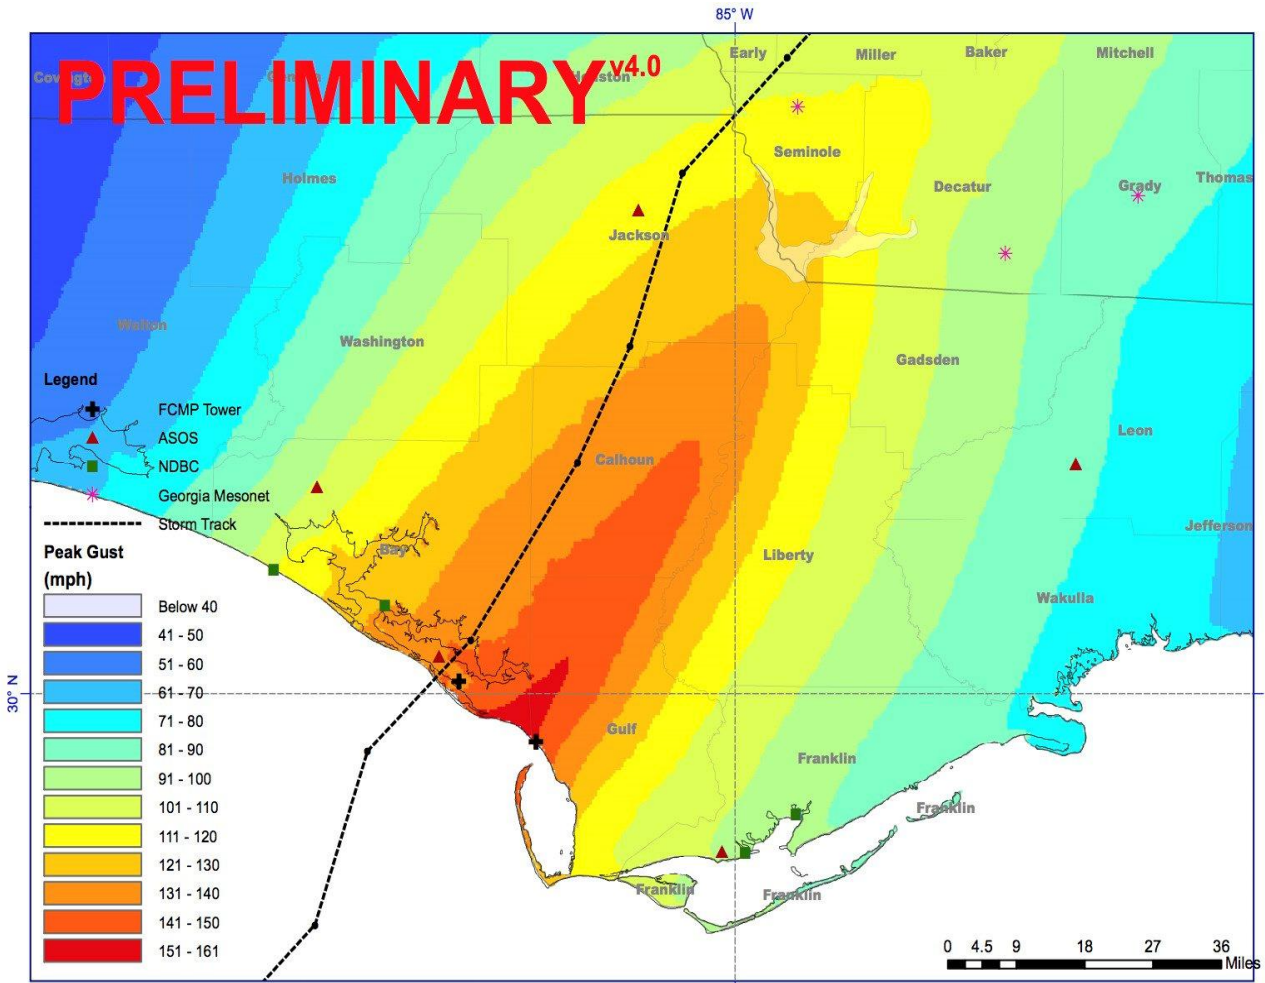 85° W
PRELIMINARY v4.0
Early
Miller
Baker
Mitchell
Covington
Houston
Seminole
Holmes
Decatur
Grady
Thomas
Jackson
Walton
Washington
Gadsden
Legend
FCMP Tower
ASOS
NDBC
Georgia Mesonet
Storm Track
Calhoun
Leon
Jefferson
Bay
Liberty
Wakulla
Peak Gust
(mph)
Below 40
41 - 50
51 - 60
61 - 70
71 - 80
81 - 90
91 - 100
101 - 110
111 - 120
121 - 130
131 - 140
141 - 150
151 - 161
30° N
Gulf
Franklin
Franklin
Franklin
Franklin
0 4.5 9 18 27 36
Miles